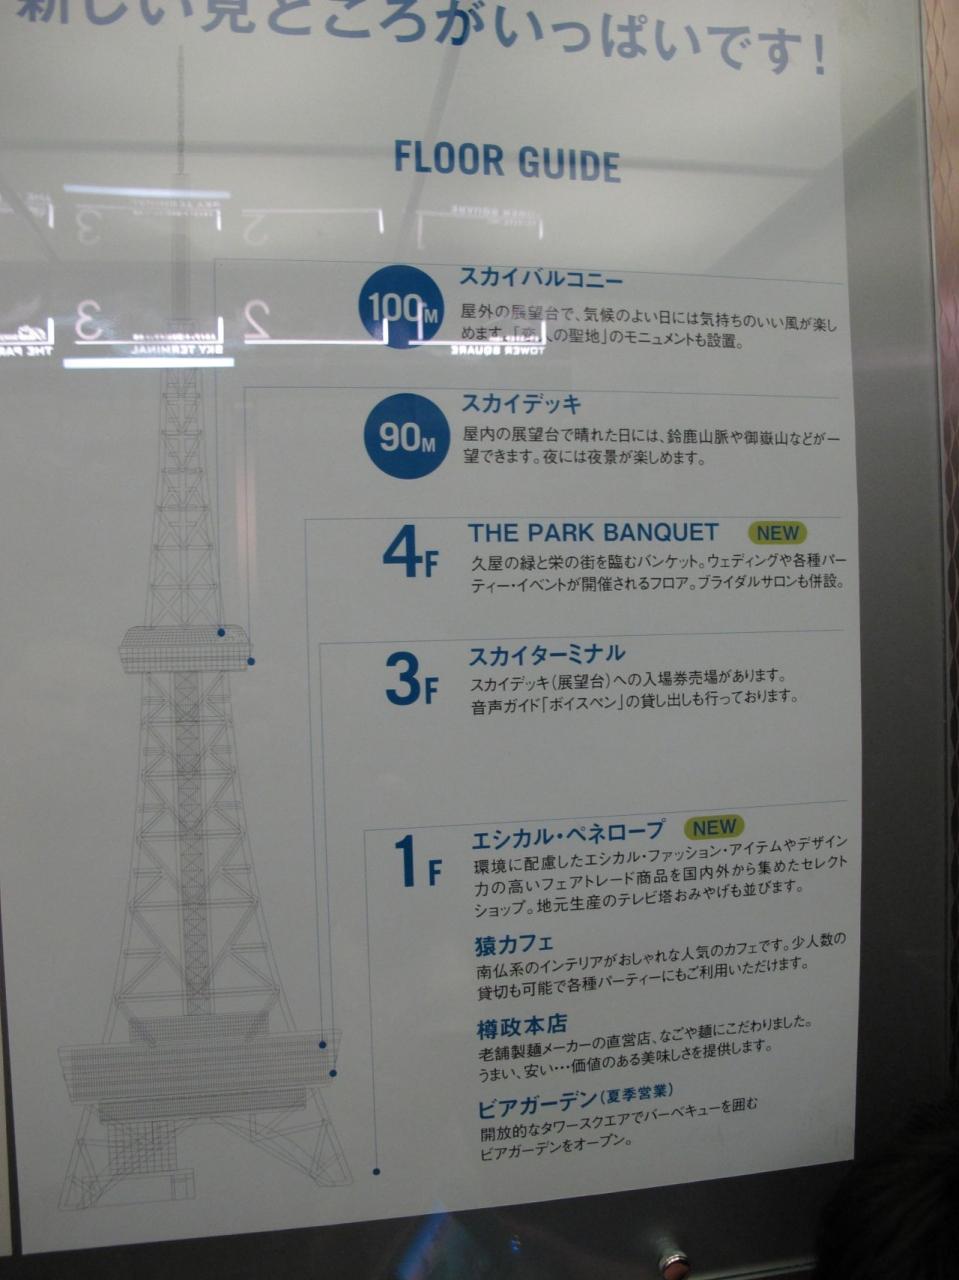 新しい見どころがいっぱいです!
FLOOR GUIDE
100M
スカイバルコニー
屋外の展望台で、気候のよい日には気持ちのいい風が楽し
めます。「恋人の聖地」のモニュメントも設置。
90M
スカイデッキ
屋内の展望台で晴れた日には、鈴鹿山脈や御嶽山などが一
望できます。夜には夜景が楽しめます。
4F
THE PARK BANQUET NEW
久屋の緑と栄の街を臨むバンケット。ウェディングや各種パー
ティー・イベントが開催されるフロア。ブライダルサロンも併設。
3F
スカイターミナル
スカイデッキ(展望台)への入場券売場があります。
音声ガイド「ボイスペン」の貸し出しも行っております。
1F
エシカル・ペネロープ NEW
環境に配慮したエシカル・ファッション・アイテムやデザイン
力の高いフェアトレード商品を国内外から集めたセレクト
ショップ。地元生産のテレビ塔おみやげも並びます。
猿カフェ
南仏系のインテリアがおしゃれな人気のカフェです。少人数の
貸切も可能で各種パーティーにもご利用いただけます。
樽政本店
老舗製麺メーカーの直営店、なごや麺にこだわりました。
うまい、安い…価値のある美味しさを提供します。
ビアガーデン(夏季営業)
開放的なタワースクエアでバーベキューを囲む
ビアガーデンをオープン。
3
2
1
SKY TERMINAL
TOWER SQUARE
3
2
THE PAR
SKY TERMINAL
TOWER SQUARE